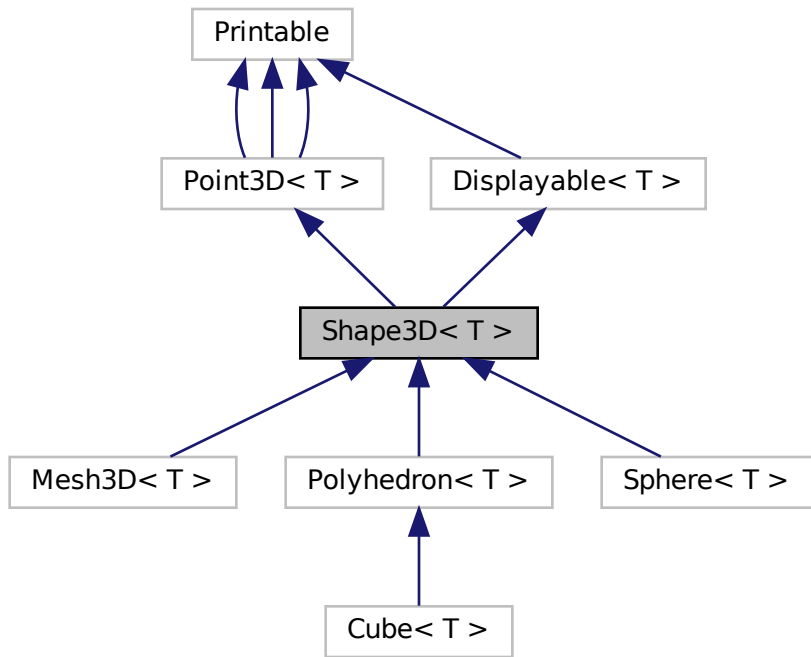 Printable
Point3D< T >
Displayable< T >
Shape3D< T >
Mesh3D< T >
Polyhedron< T >
Sphere< T >
Cube< T >